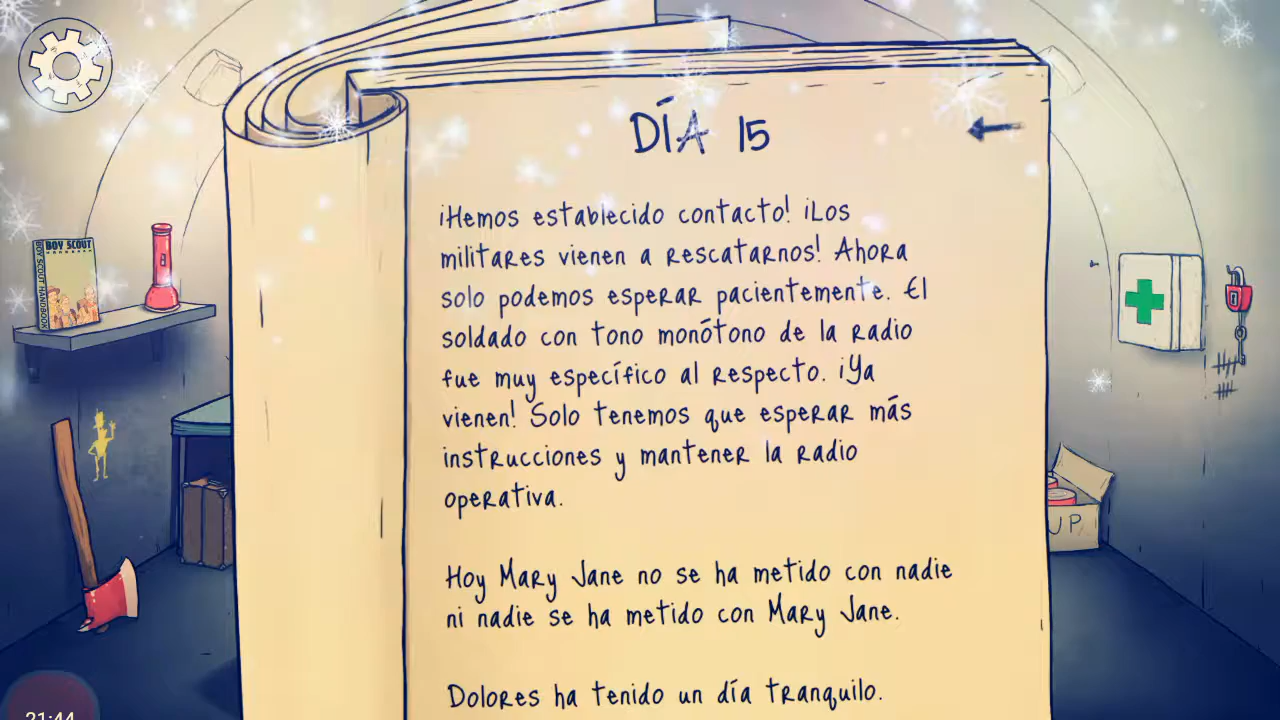 DÍA 15
¡Hemos establecido contacto! ¡Los
militares vienen a rescatarnos! Ahora
solo podemos esperar pacientemente. El
soldado con tono monótono de la radio
fue muy específico al respecto. ¡Ya
vienen! Solo tenemos que esperar más
instrucciones y mantener la radio
operativa.
Hoy Mary Jane no se ha metido con nadie
ni nadie se ha metido con Mary Jane.
Dolores ha tenido un día tranquilo.
BOY SCOUT
BOY SCOUT HANDBOOK
UP
21:44